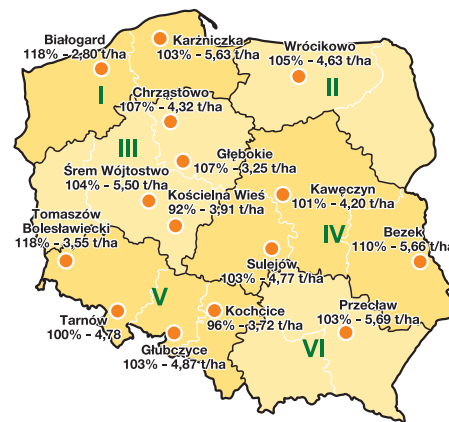 Białogard
118% – 2,80 t/ha
Karżniczka
103% – 5,63 t/ha
Wrócikowo
105% – 4,63 t/ha
I
II
Chrząstowo
107% – 4,32 t/ha
III
Głębokie
107% – 3,25 t/ha
Śrem Wójtostwo
104% – 5,50 t/ha
Kościelna Wieś
92% – 3,91 t/ha
Kawęczyn
101% – 4,20 t/ha
Tomaszów
Bolesławiecki
118% – 3,55 t/ha
IV
Bezek
110% – 5,66 t/ha
Sulejów
103% – 4,77 t/ha
V
Tarnów
100% – 4,78
Kochcice
96% – 3,72 t/ha
Głubczyce
103% – 4,87 t/ha
Przecław
103% – 5,69 t/ha
VI